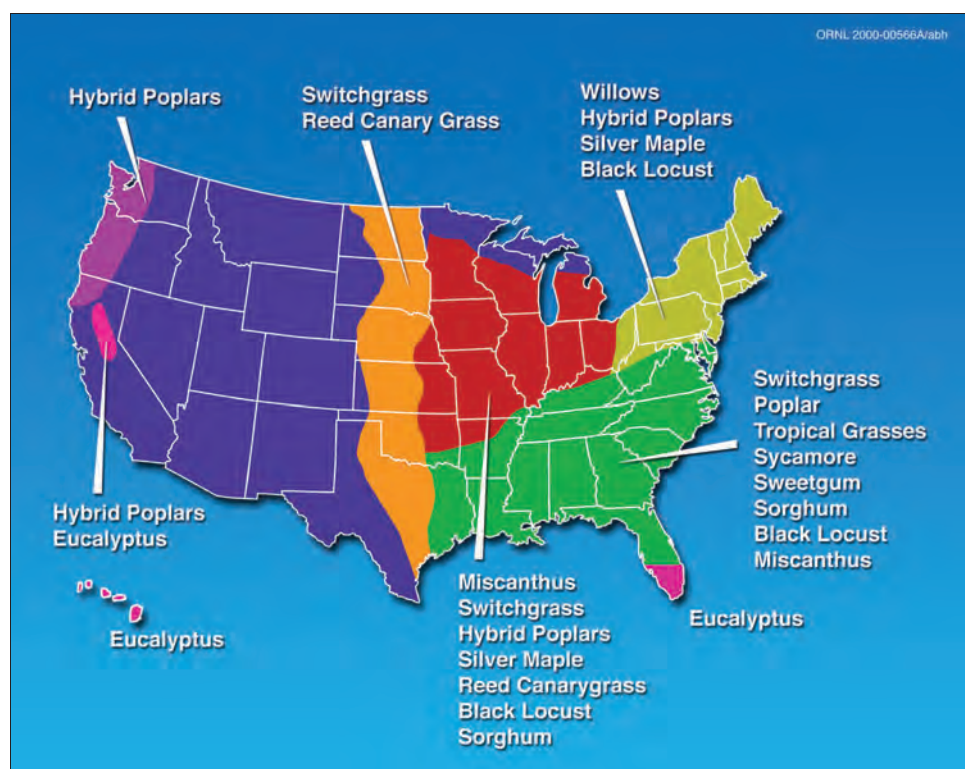 ORNL 2000-00566A/abh
Hybrid Poplars
Switchgrass
Reed Canary Grass
Willows
Hybrid Poplars
Silver Maple
Black Locust
Switchgrass
Poplar
Tropical Grasses
Sycamore
Sweetgum
Sorghum
Black Locust
Miscanthus
Hybrid Poplars
Eucalyptus
Eucalyptus
Miscanthus
Switchgrass
Hybrid Poplars
Silver Maple
Reed Canarygrass
Black Locust
Sorghum
Eucalyptus